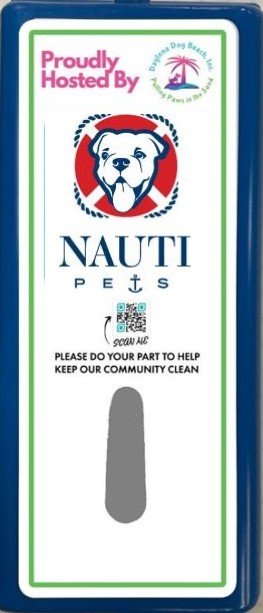 Proudly
Hosted By
Daytona Dog Beach, Inc.
Putting Paws in the Sand
NAUTI
PETS
SCAN ME
PLEASE DO YOUR PART TO HELP
KEEP OUR COMMUNITY CLEAN